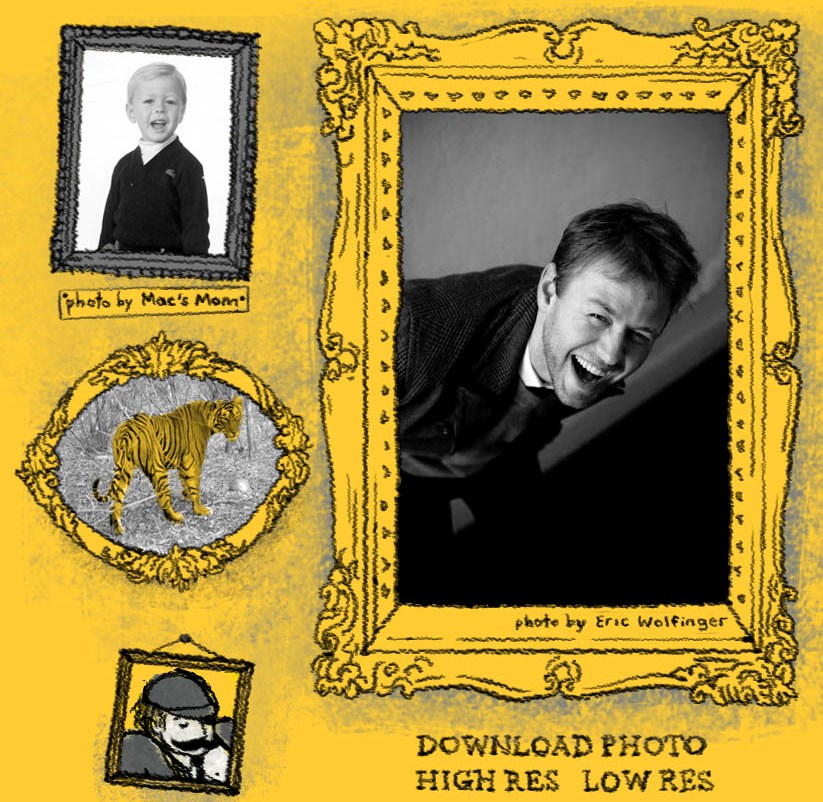 "photo by Mac's Mom"
photo by Eric Wolfinger
DOWNLOAD PHOTO
HIGH RES LOW RES